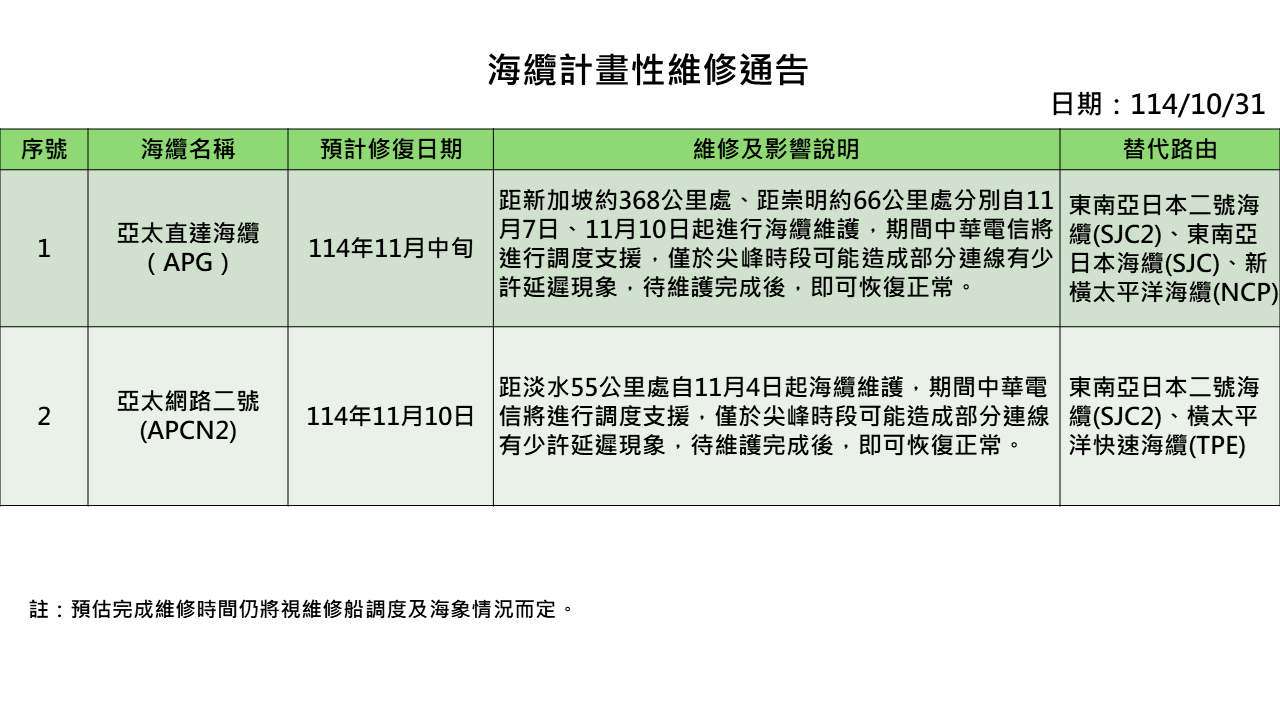 海纜計畫性維修通告
日期：114/10/31
序號 海纜名稱 預計修復日期 維修及影響說明 替代路由
1
亞太直達海纜
（APG）
114年11月中旬
距新加坡約368公里處、距崇明約66公里處分別自11
月7日、11月10日起進行海纜維護，期間中華電信將
進行調度支援，僅於尖峰時段可能造成部分連線有少
許延遲現象，待維護完成後，即可恢復正常。
東南亞日本二號海
纜(SJC2)、東南亞
日本海纜(SJC)、新
橫太平洋海纜(NCP)
2
亞太網路二號
(APCN2)
114年11月10日
距淡水55公里處自11月4日起海纜維護，期間中華電
信將進行調度支援，僅於尖峰時段可能造成部分連線
有少許延遲現象，待維護完成後，即可恢復正常。
東南亞日本二號海
纜(SJC2)、橫太平
洋快速海纜(TPE)
註：預估完成維修時間仍將視維修船調度及海象情況而定。